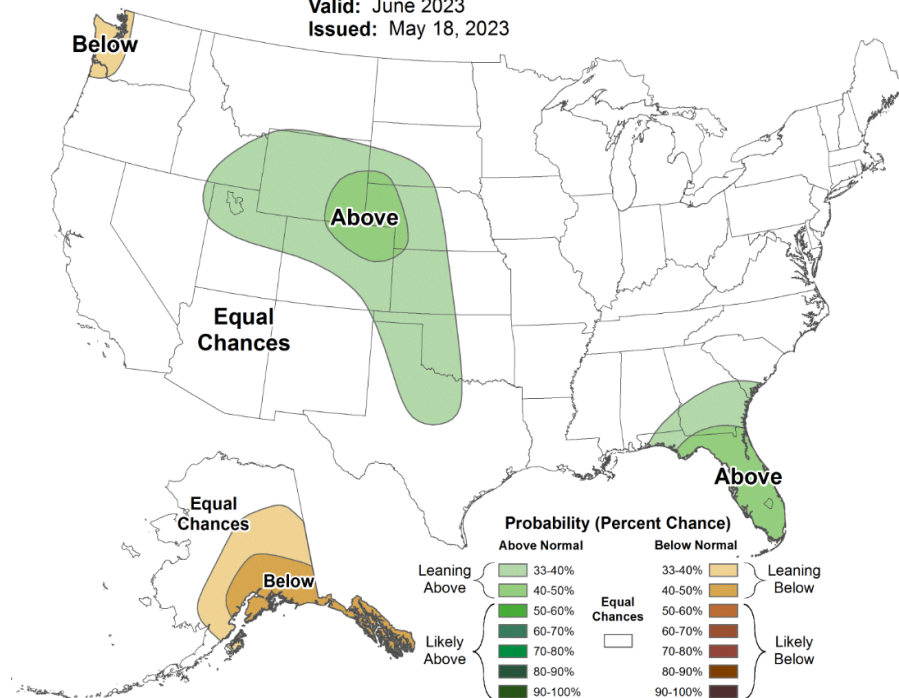 Valid: June 2023
Issued: May 18, 2023
Below
Above
Equal
Chances
Above
Equal
Chances
Below
Probability (Percent Chance)
Above Normal
Below Normal
Leaning
Above
33-40%
40-50%
50-60%
60-70%
70-80%
80-90%
90-100%
Likely
Above
Equal
Chances
33-40%
40-50%
50-60%
60-70%
70-80%
80-90%
90-100%
Leaning
Below
Likely
Below